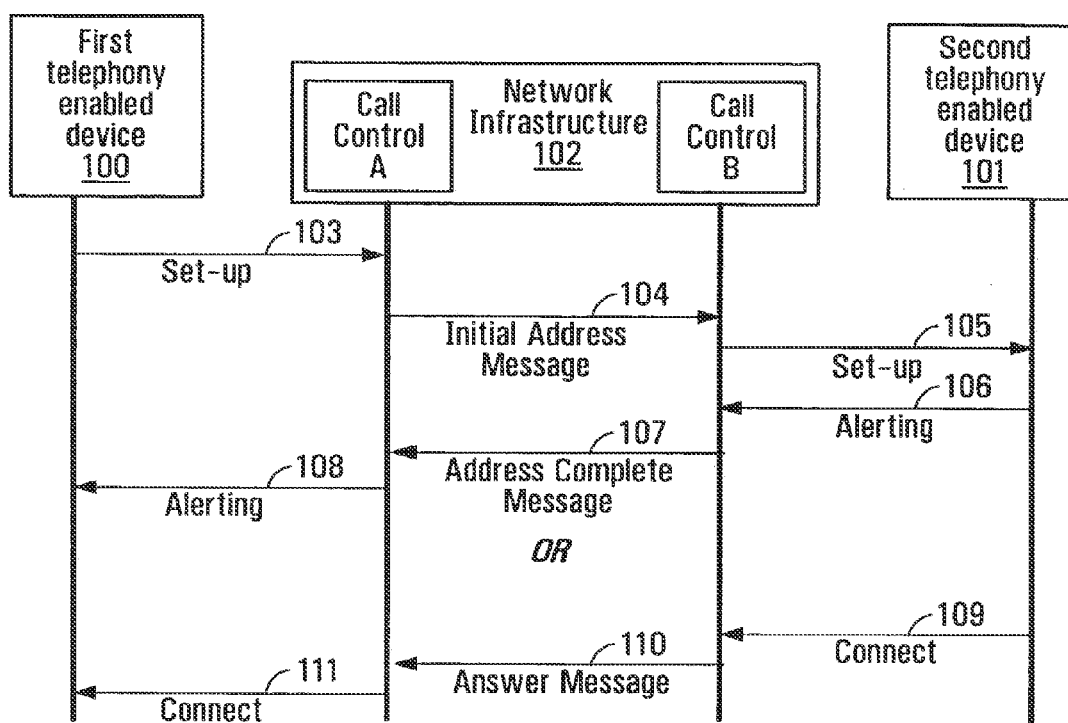 First
telephony
enabled
device
100
Call
Control
A
Network
Infrastructure
102
Call
Control
B
Second
telephony
enabled
device
101
103
Set-up
104
Initial Address
Message
105
Set-up
106
Alerting
107
Address Complete
Message
108
Alerting
OR
109
Connect
110
Answer Message
111
Connect